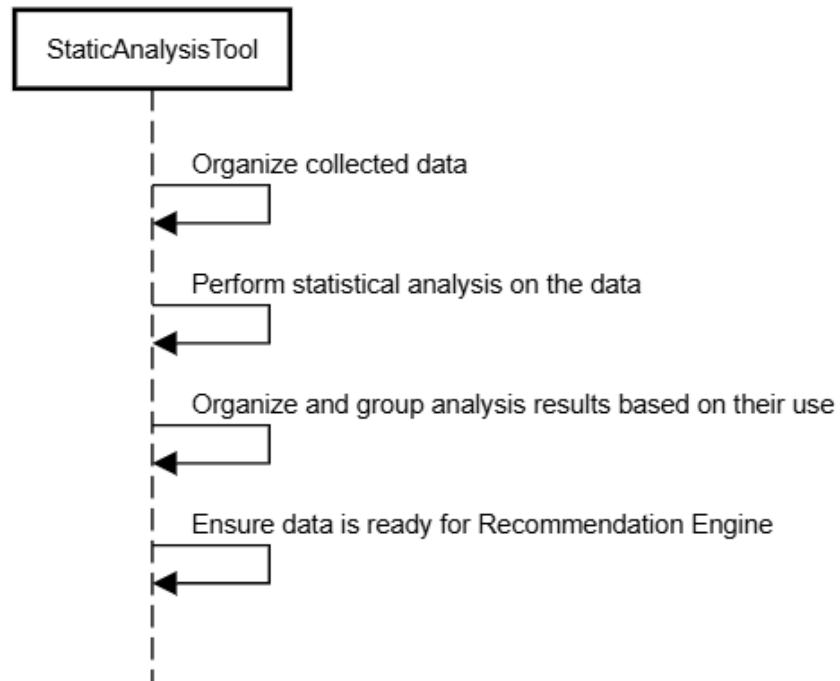 StaticAnalysisTool
Organize collected data
Perform statistical analysis on the data
Organize and group analysis results based on their use
Ensure data is ready for Recommendation Engine